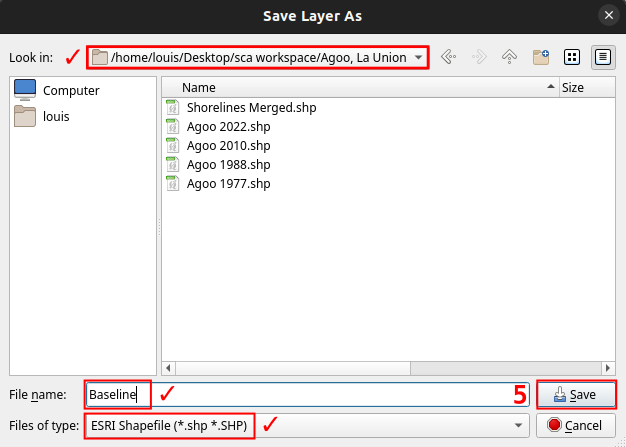 Save Layer As
Look in: ✓ /home/louis/Desktop/sca workspace/Agoo, La Union
Computer
louis
Name Size
Shorelines Merged.shp
Agoo 2022.shp
Agoo 2010.shp
Agoo 1988.shp
Agoo 1977.shp
File name: Baseline ✓ 5 Save
Files of type: ESRI Shapefile (*.shp *.SHP) ✓ Cancel